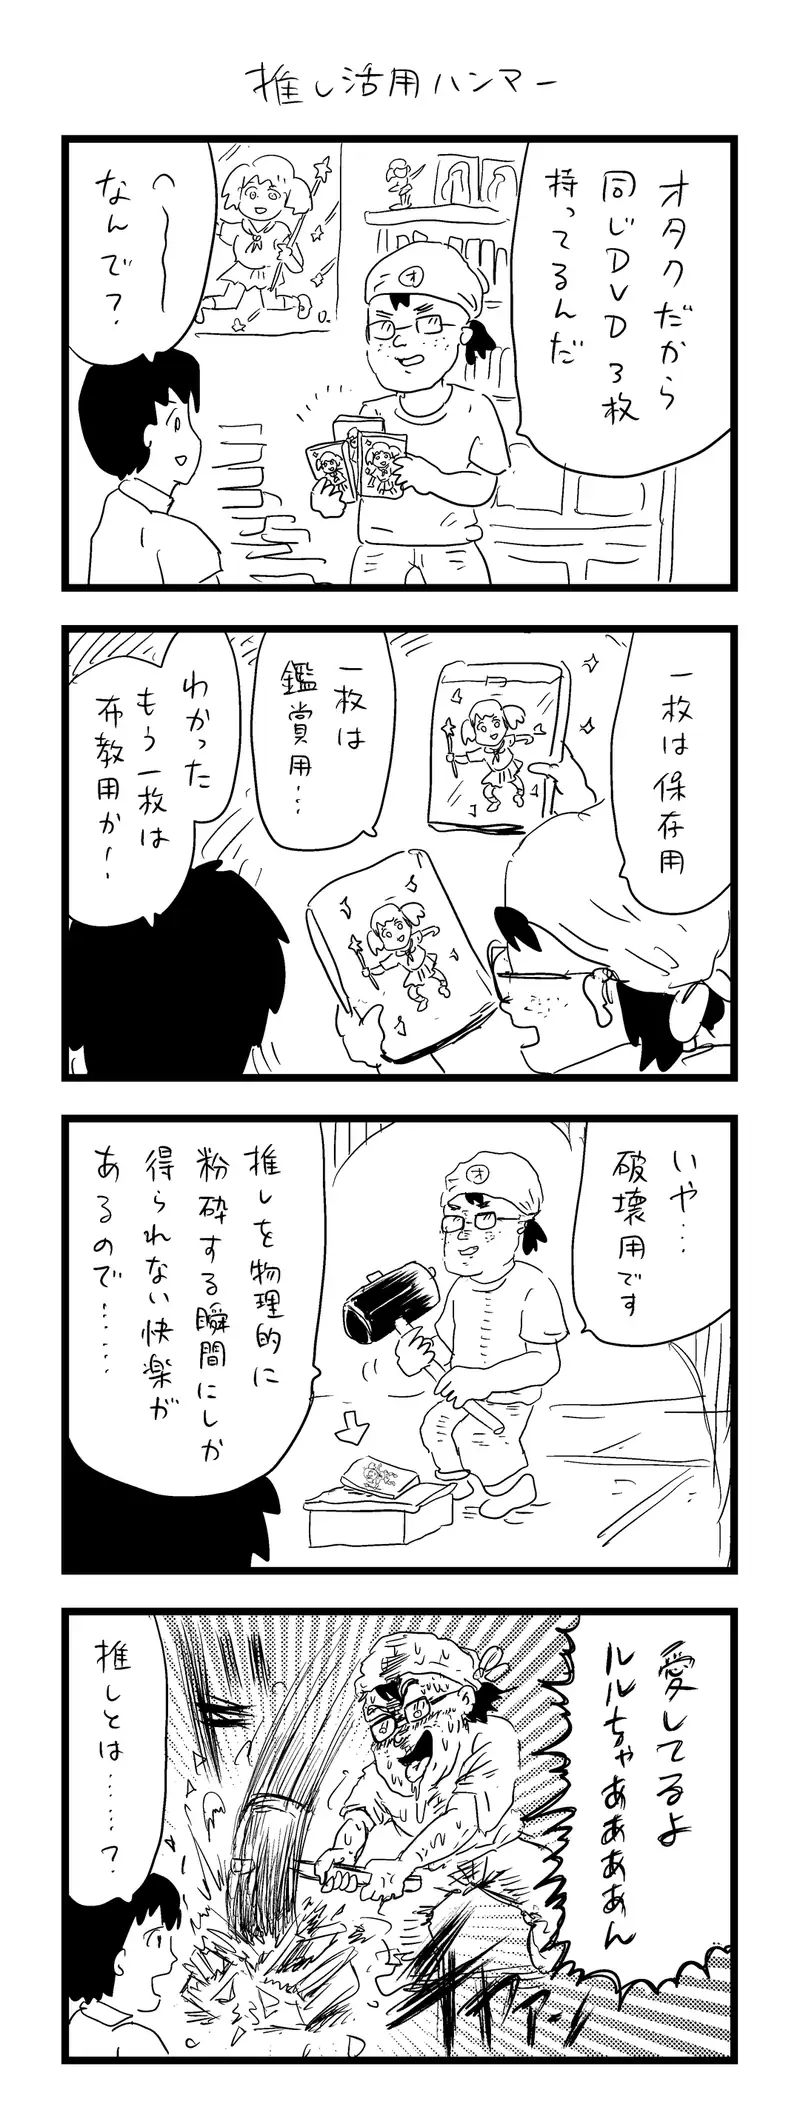 推し活用ハンマー
オタクだから
同じDVD3枚
持ってるんだ
へ〜
なんで?
オ
一枚は保存用
一枚は
鑑賞用…
わかった
もう一枚は
布教用か!
いや…
破壊用です
オ
推しを物理的に
粉砕する瞬間にしか
得られない快楽が
あるので……
愛してるよ
ルルちゃああああん
推しとは……?